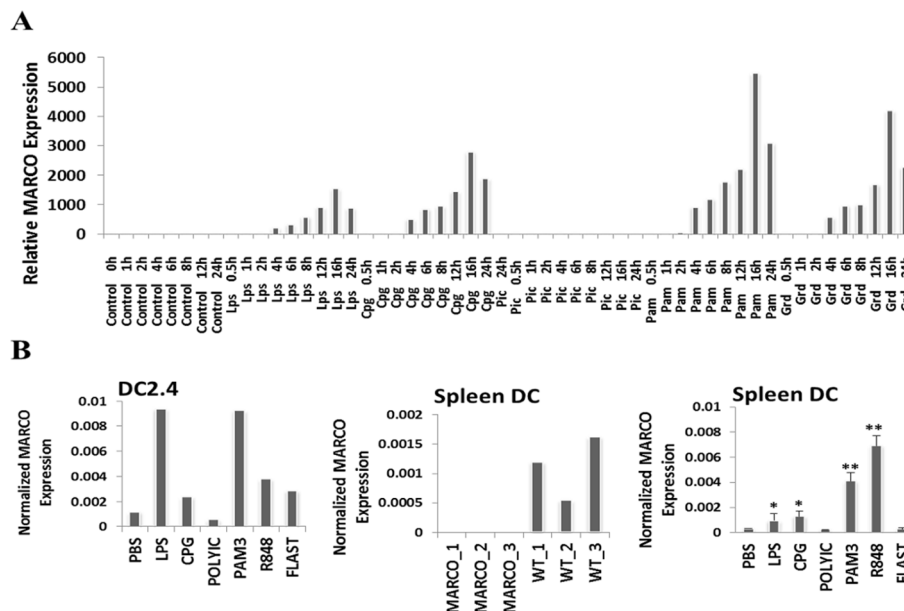 A
Relative MARCO Expression
6000
5000
4000
3000
2000
1000
0
Control 0h
Control 1h
Control 2h
Control 4h
Control 6h
Control 8h
Control 12h
Control 24h
Lps 0.5h
Lps 1h
Lps 2h
Lps 4h
Lps 6h
Lps 8h
Lps 12h
Lps 16h
Lps 24h
Cpg 0.5h
Cpg 1h
Cpg 2h
Cpg 4h
Cpg 6h
Cpg 8h
Cpg 12h
Cpg 16h
Cpg 24h
Pic 0.5h
Pic 1h
Pic 2h
Pic 4h
Pic 6h
Pic 8h
Pic 12h
Pic 16h
Pic 24h
Pam 0.5h
Pam 1h
Pam 2h
Pam 4h
Pam 6h
Pam 8h
Pam 12h
Pam 16h
Pam 24h
Grd 0.5h
Grd 1h
Grd 2h
Grd 4h
Grd 6h
Grd 8h
Grd 12h
Grd 16h
Grd 24h
B
DC2.4
Normalized MARCO
Expression
0.01
0.008
0.006
0.004
0.002
0
PBS
LPS
CPG
POLYIC
PAM3
R848
FLAST
Spleen DC
Normalized MARCO
Expression
0.002
0.0015
0.001
0.0005
0
MARCO_1
MARCO_2
MARCO_3
WT_1
WT_2
WT_3
Spleen DC
Normalized MARCO
Expression
0.01
0.008
0.006
0.004
0.002
0
*
*
**
**
PBS
LPS
CPG
POLYIC
PAM3
R848
FLAST